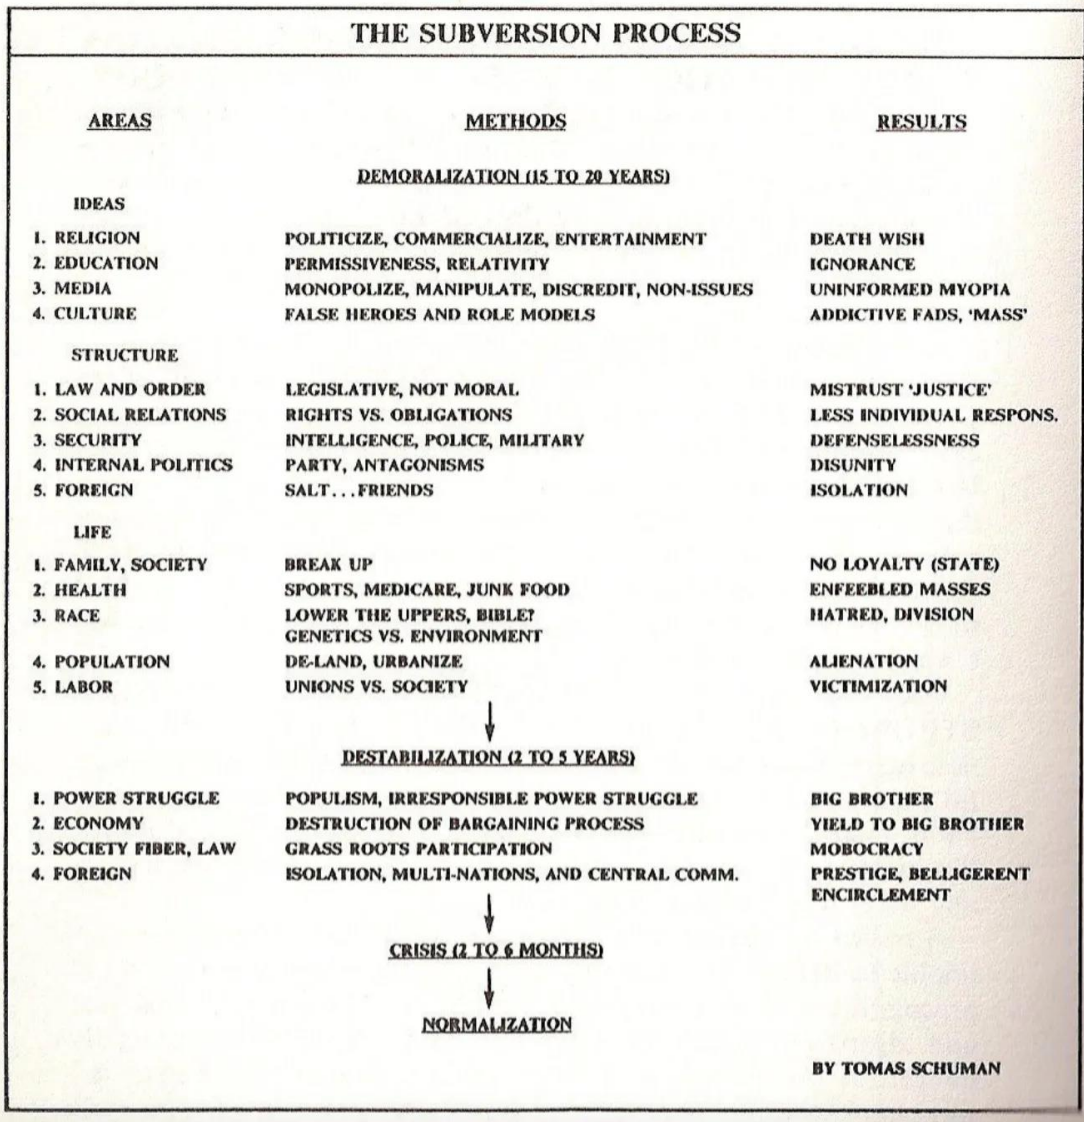 THE SUBVERSION PROCESS
AREAS METHODS RESULTS
DEMORALIZATION (15 TO 20 YEARS)
IDEAS
1. RELIGION POLITICIZE, COMMERCIALIZE, ENTERTAINMENT DEATH WISH
2. EDUCATION PERMISSIVENESS, RELATIVITY IGNORANCE
3. MEDIA MONOPOLIZE, MANIPULATE, DISCREDIT, NON-ISSUES UNINFORMED MYOPIA
4. CULTURE FALSE HEROES AND ROLE MODELS ADDICTIVE FADS, 'MASS'
STRUCTURE
1. LAW AND ORDER LEGISLATIVE, NOT MORAL MISTRUST 'JUSTICE'
2. SOCIAL RELATIONS RIGHTS VS. OBLIGATIONS LESS INDIVIDUAL RESPONS.
3. SECURITY INTELLIGENCE, POLICE, MILITARY DEFENSELESSNESS
4. INTERNAL POLITICS PARTY, ANTAGONISMS DISUNITY
5. FOREIGN SALT...FRIENDS ISOLATION
LIFE
1. FAMILY, SOCIETY BREAK UP NO LOYALTY (STATE)
2. HEALTH SPORTS, MEDICARE, JUNK FOOD ENFEEBLED MASSES
3. RACE LOWER THE UPPERS, BIBLE? HATRED, DIVISION
GENETICS VS. ENVIRONMENT
4. POPULATION DE-LAND, URBANIZE ALIENATION
5. LABOR UNIONS VS. SOCIETY VICTIMIZATION
DESTABILIZATION (2 TO 5 YEARS)
1. POWER STRUGGLE POPULISM, IRRESPONSIBLE POWER STRUGGLE BIG BROTHER
2. ECONOMY DESTRUCTION OF BARGAINING PROCESS YIELD TO BIG BROTHER
3. SOCIETY FIBER, LAW GRASS ROOTS PARTICIPATION MOBOCRACY
4. FOREIGN ISOLATION, MULTI-NATIONS, AND CENTRAL COMM. PRESTIGE, BELLIGERENT
ENCIRCLEMENT
CRISIS (2 TO 6 MONTHS)
NORMALIZATION
BY TOMAS SCHUMAN